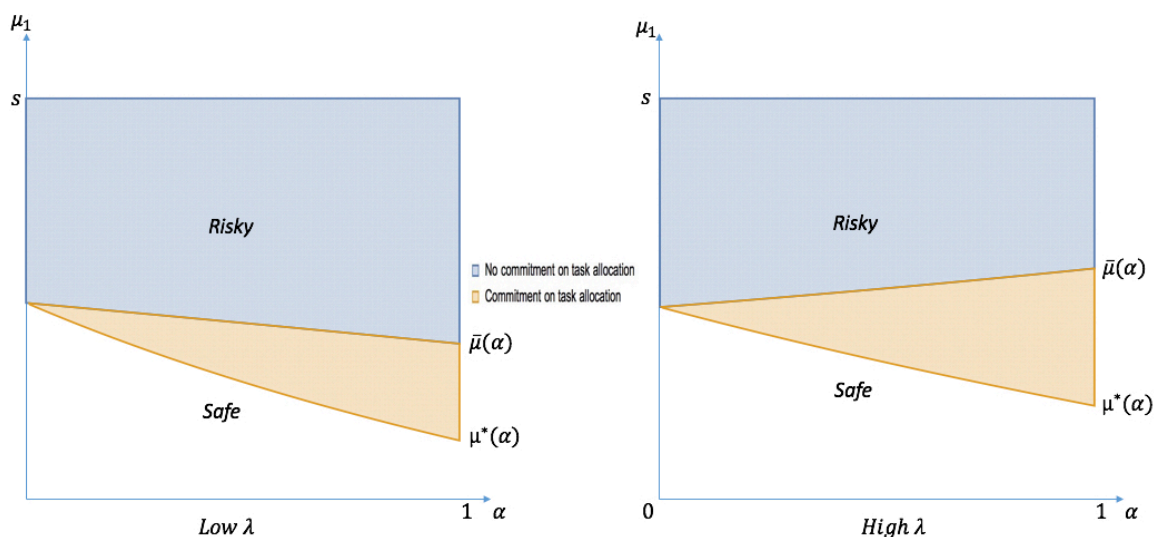 μ₁
s
Risky
μ̄(α)
Safe
μ*(α)
1 α
Low λ
No commitment on task allocation
Commitment on task allocation
μ₁
s
Risky
μ̄(α)
Safe
μ*(α)
0 1 α
High λ